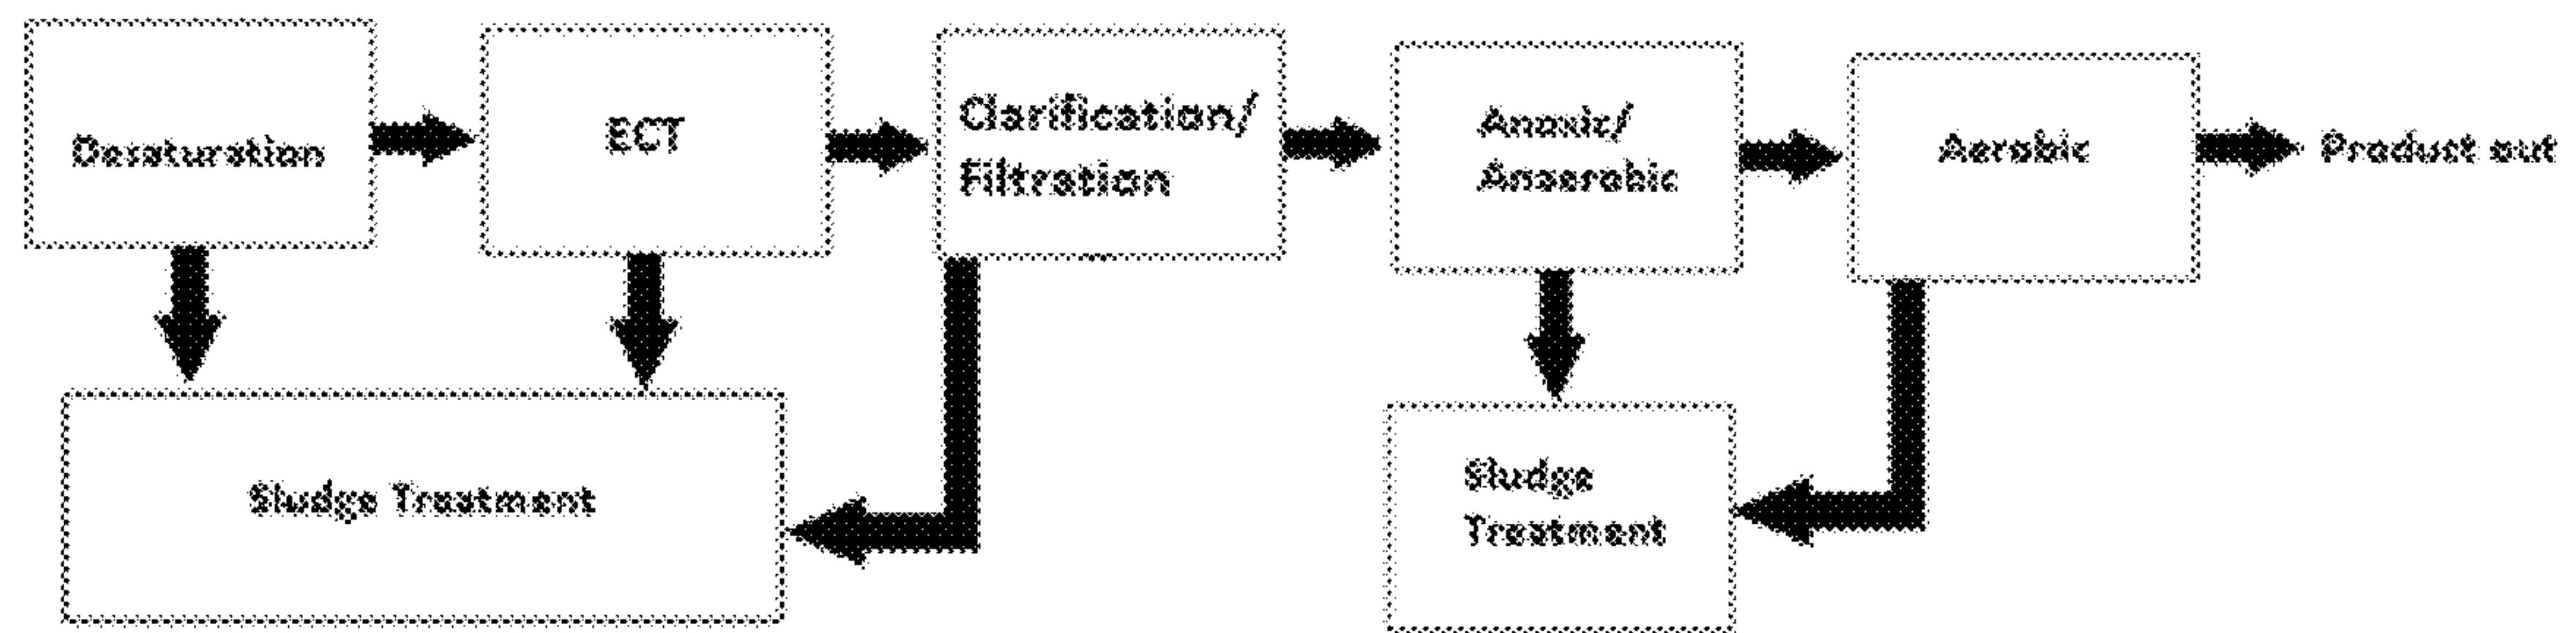 Desaturation
ECT
Clarification/
Filtration
Anoxic/
Anaerobic
Aerobic
Product out
Sludge Treatment
Sludge
Treatment